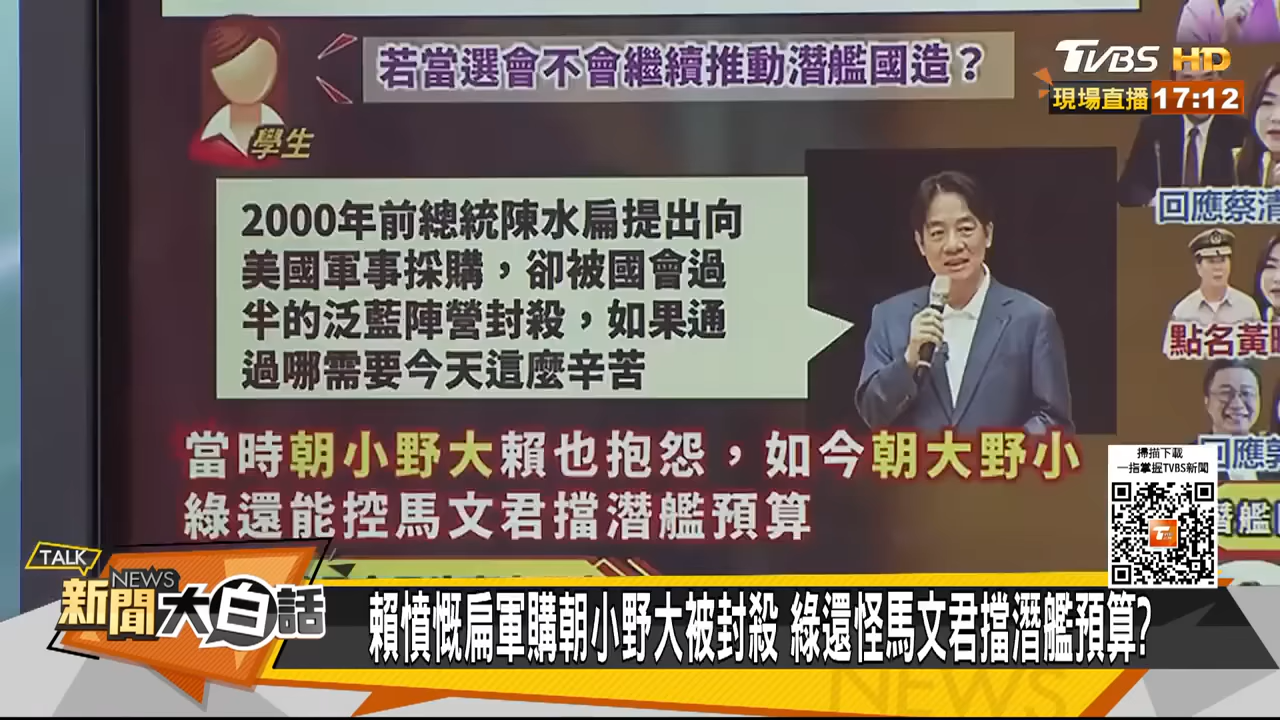 若當選會不會繼續推動潛艦國造？
TVBS HD
現場直播 17:12
學生
2000年前總統陳水扁提出向
美國軍事採購，卻被國會過
半的泛藍陣營封殺，如果通
過哪需要今天這麼辛苦
回應蔡清
點名黃
回應郭
當時朝小野大賴也抱怨，如今朝大野小
綠還能控馬文君擋潛艦預算
掃描下載
一指掌握TVBS新聞
潛艦
TALK
NEWS
新聞大白話
賴憤慨扁軍購朝小野大被封殺 綠還怪馬文君擋潛艦預算?
NEWS